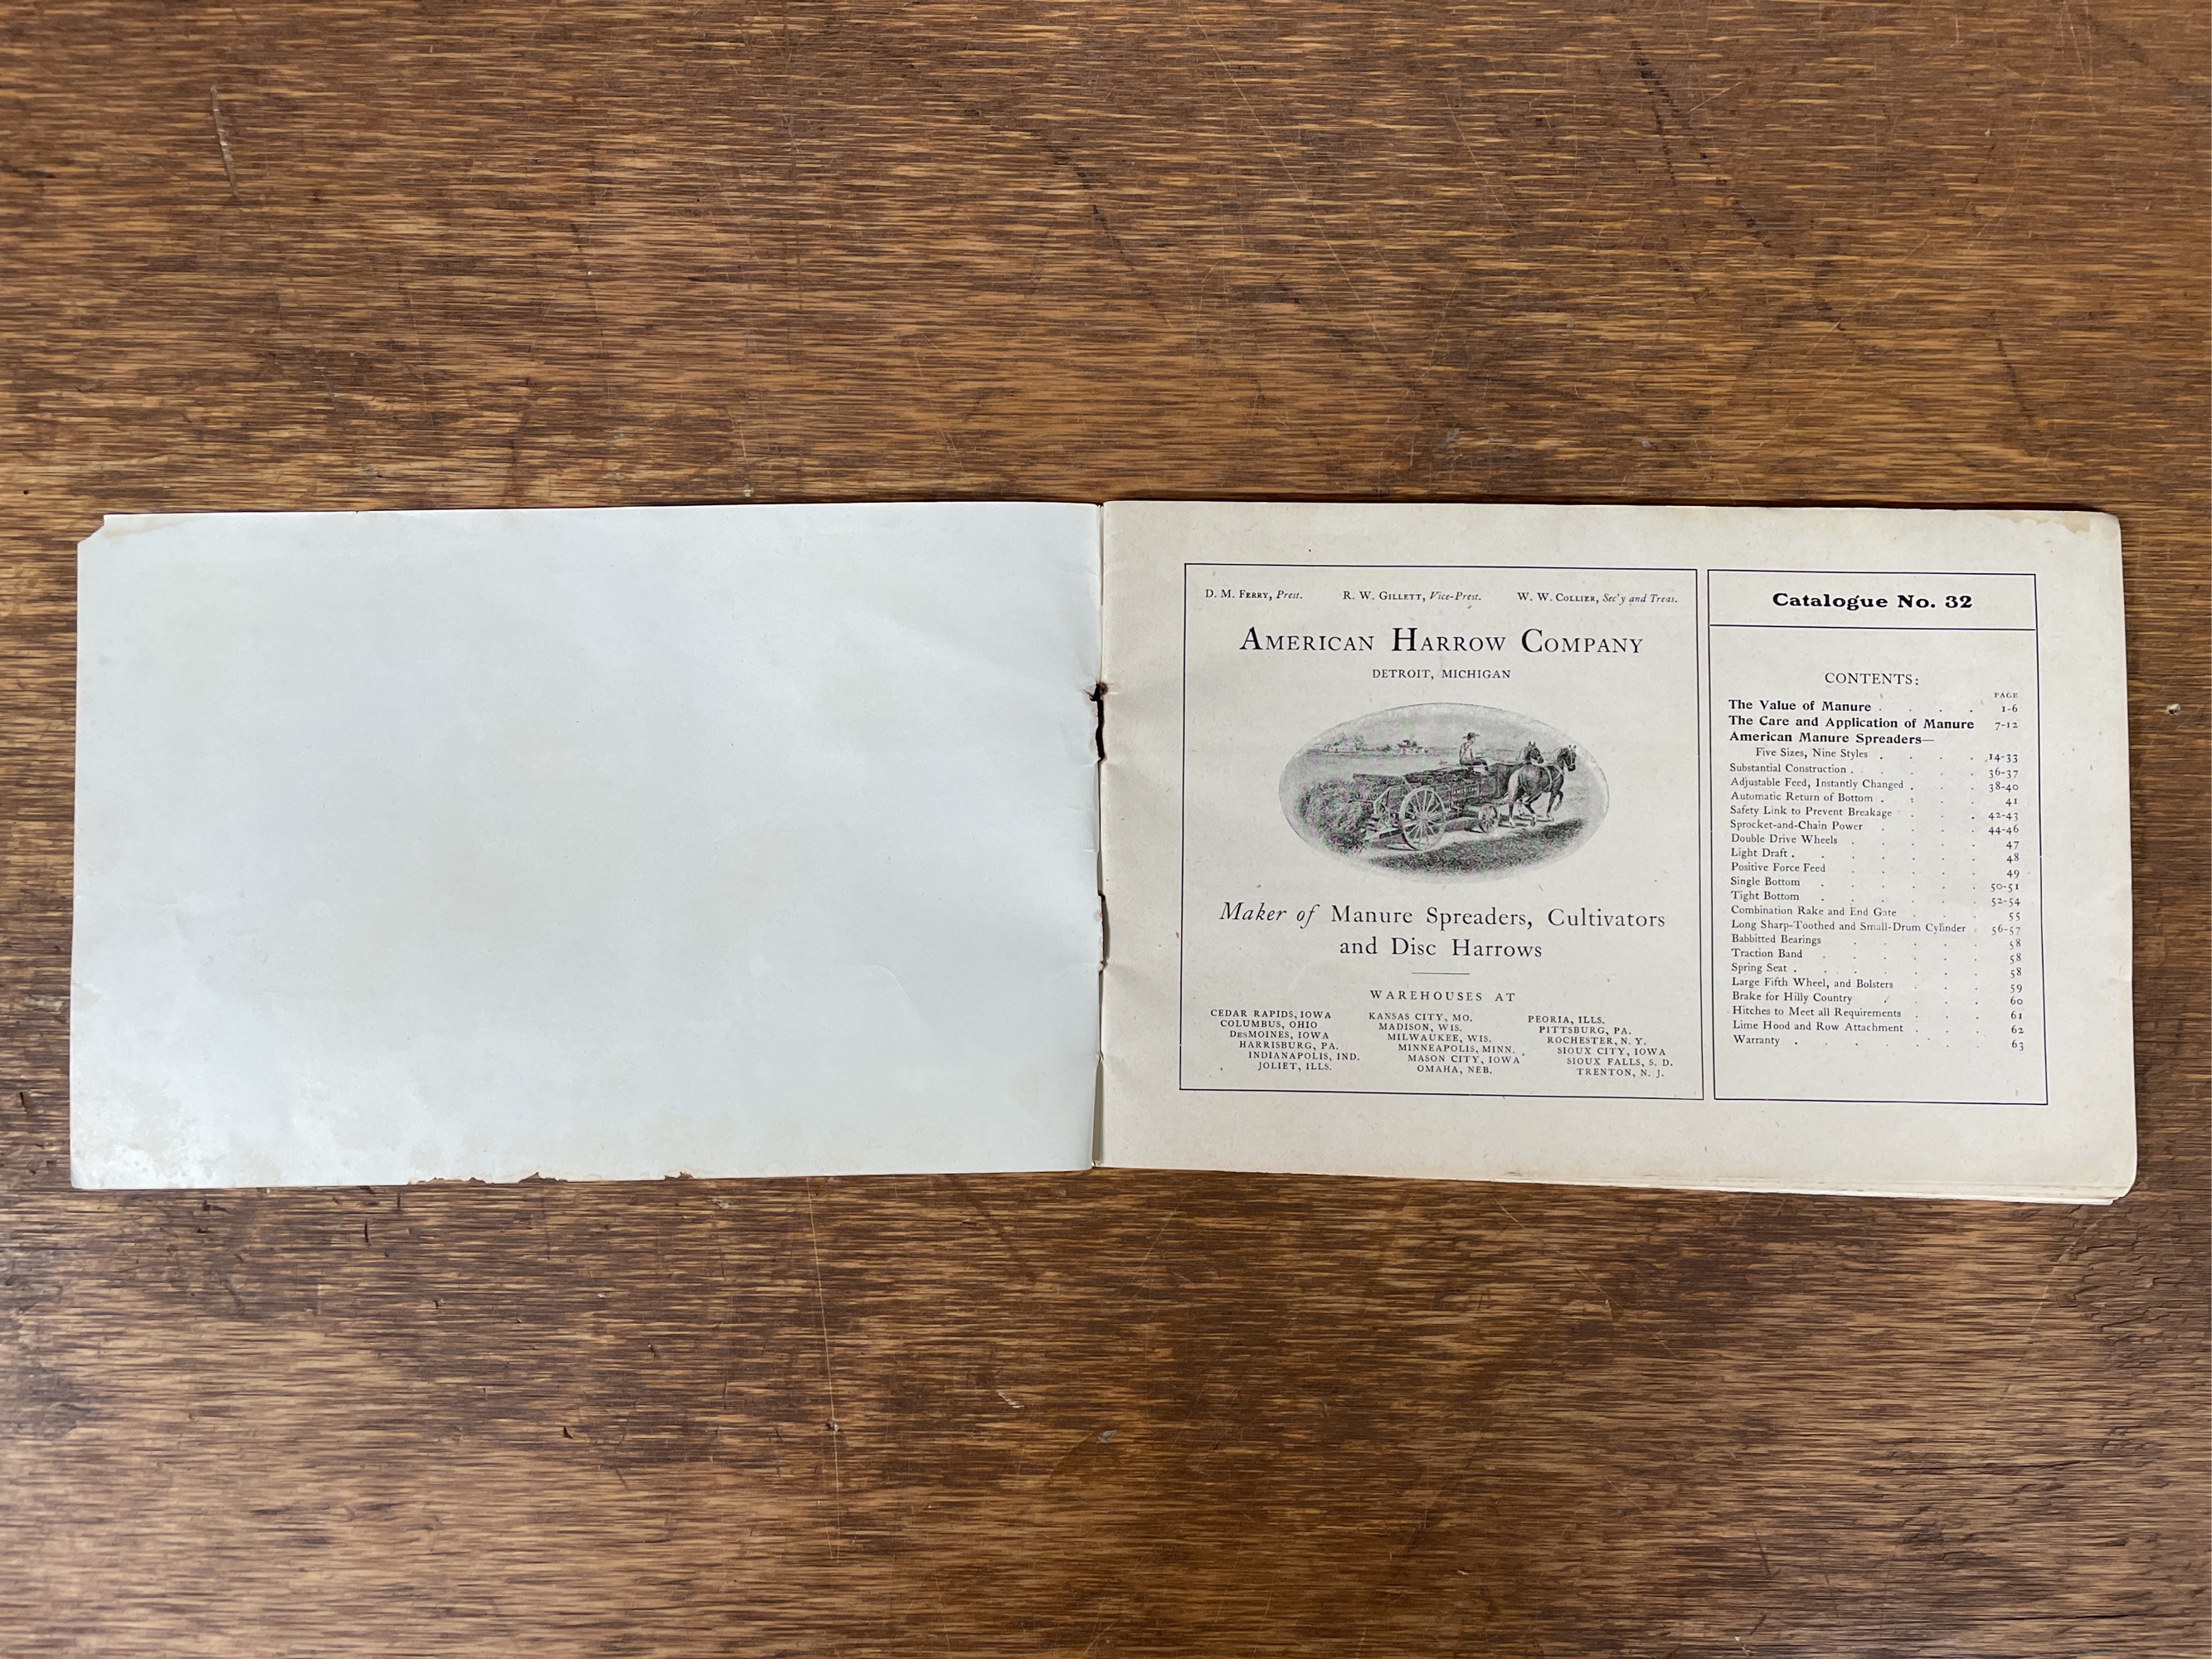 D. M. Ferry, Prest. R. W. Gillett, Vice-Prest. W. W. Collier, Sec'y and Treas.
American Harrow Company
DETROIT, MICHIGAN
AMERICAN
Maker of Manure Spreaders, Cultivators
and Disc Harrows
WAREHOUSES AT
CEDAR RAPIDS, IOWA
COLUMBUS, OHIO
DesMOINES, IOWA
HARRISBURG, PA.
INDIANAPOLIS, IND.
JOLIET, ILLS.
KANSAS CITY, MO.
MADISON, WIS.
MILWAUKEE, WIS.
MINNEAPOLIS, MINN.
MASON CITY, IOWA
OMAHA, NEB.
PEORIA, ILLS.
PITTSBURG, PA.
ROCHESTER, N. Y.
SIOUX CITY, IOWA
SIOUX FALLS, S. D.
TRENTON, N. J.
Catalogue No. 32
CONTENTS:
PAGE
The Value of Manure . . . . 1-6
The Care and Application of Manure 7-12
American Manure Spreaders—
Five Sizes, Nine Styles . . . . 14-33
Substantial Construction . . . . . 36-37
Adjustable Feed, Instantly Changed . . . 38-40
Automatic Return of Bottom . . . . 41
Safety Link to Prevent Breakage . . . 42-43
Sprocket-and-Chain Power . . . . 44-46
Double Drive Wheels . . . . . 47
Light Draft . . . . . . . 48
Positive Force Feed . . . . . 49
Single Bottom . . . . . . 50-51
Tight Bottom . . . . . . 52-54
Combination Rake and End Gate . . . 55
Long Sharp-Toothed and Small-Drum Cylinder . 56-57
Babbitted Bearings . . . . . 58
Traction Band . . . . . . 58
Spring Seat . . . . . . . 58
Large Fifth Wheel, and Bolsters . . . 59
Brake for Hilly Country . . . . 60
Hitches to Meet all Requirements . . . 61
Lime Hood and Row Attachment . . . 62
Warranty . . . . . . . 63